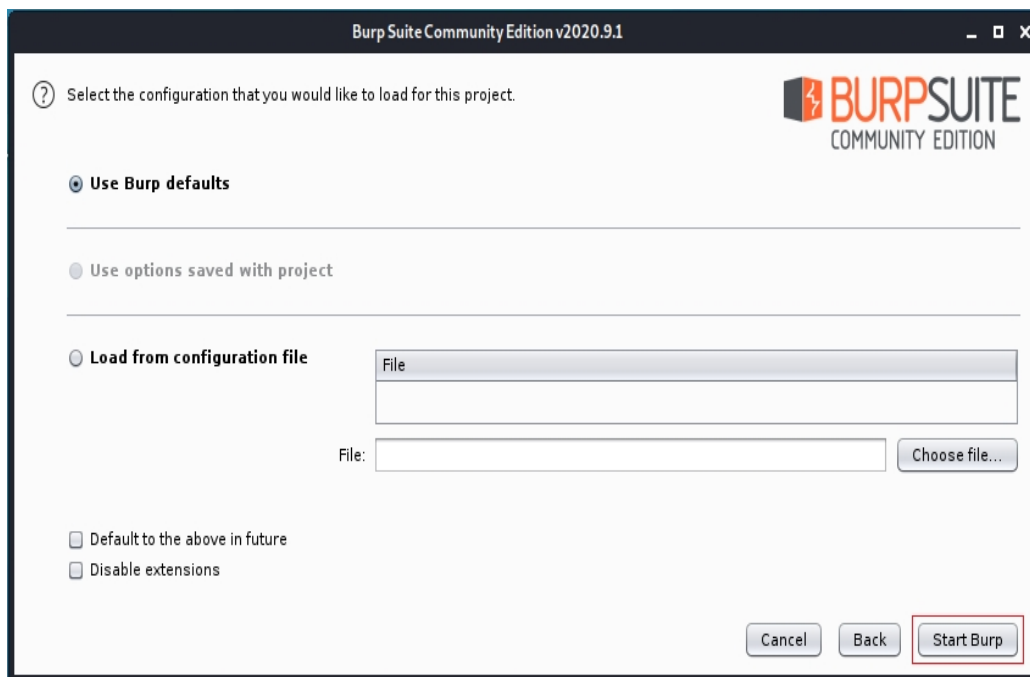 Burp Suite Community Edition v2020.9.1
? Select the configuration that you would like to load for this project.
BURPSUITE
COMMUNITY EDITION
Use Burp defaults
Use options saved with project
Load from configuration file
File
File:
Choose file...
Default to the above in future
Disable extensions
Cancel
Back
Start Burp